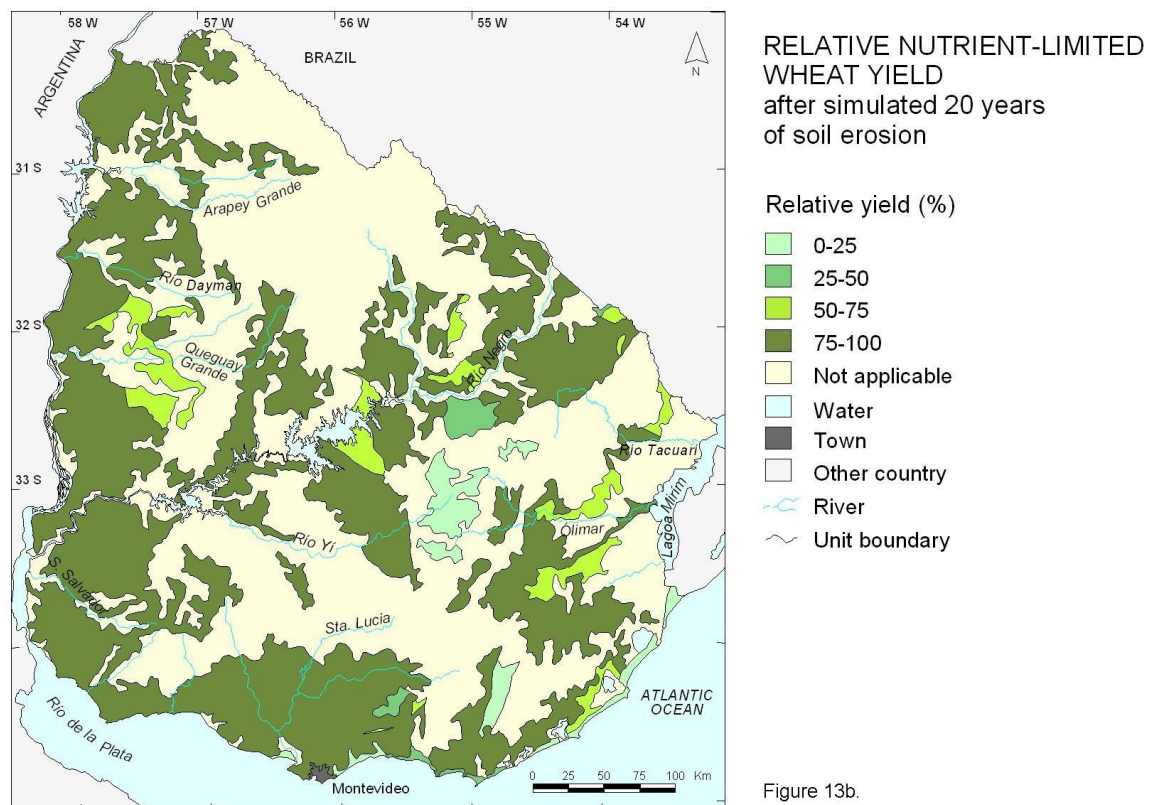 58 W 57 W 56 W 55 W 54 W
ARGENTINA
BRAZIL
N
31 S
Arapey Grande
Rio Dayman
32 S
Queguay
Grande
Rio Negro
Rio Tacuari
33 S
Lagoa Mirim
Olimar
Rio Yi
S. Salvador
Sta. Lucia
ATLANTIC
OCEAN
Rio de la Plata
Montevideo
0 25 50 75 100 Km
RELATIVE NUTRIENT-LIMITED
WHEAT YIELD
after simulated 20 years
of soil erosion
Relative yield (%)
0-25
25-50
50-75
75-100
Not applicable
Water
Town
Other country
River
Unit boundary
Figure 13b.